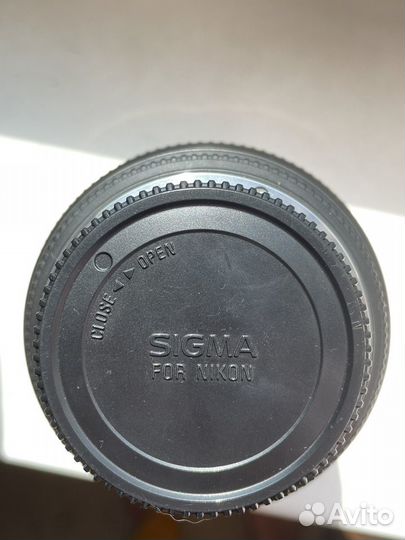 CLOSE ◄ ► OPEN
SIGMA
FOR NIKON
Avito